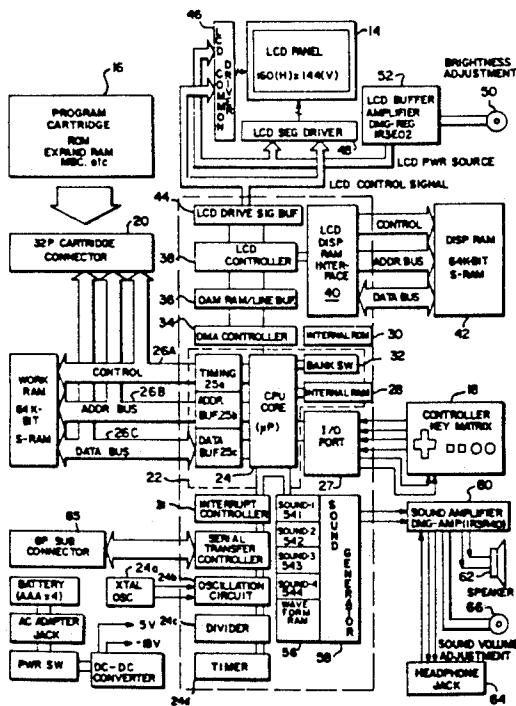 46
14
LCD COMMON DRIVER
LCD PANEL
160(H)x144(V)
16
52
BRIGHTNESS
ADJUSTMENT
50
LCD BUFFER
AMPLIFIER
DMG-REG
IR3E02
PROGRAM
CARTRIDGE
ROM
EXPAND RAM
MBC. etc
LCD SEG DRIVER
48
LCD PWR SOURCE
LCD CONTROL SIGNAL
20
44
LCD DRIVE SIG BUF
32P CARTRIDGE
CONNECTOR
38
LCD CONTROLLER
LCD
DISP RAM
INTER-
FACE
40
CONTROL
ADDR BUS
DATA BUS
DISP RAM
64K-BIT
S-RAM
42
36
OAM RAM/LINE BUF
34
DMA CONTROLLER
INTERNAL ROM
30
26A
32
BANK SW
WORK
RAM
64K-
BIT
S-RAM
CONTROL
26B
ADDR BUS
26C
DATA BUS
TIMING
25a
ADDR.
BUF.25b
DATA
BUF25c
CPU
CORE
(μP)
INTERNAL RAM
28
18
CONTROLLER
KEY MATRIX
I/O
PORT
22
24
27
31
INTERRUPT CONTROLLER
SOUND-1
541
SOUND-2
542
SOUND-3
543
SOUND-4
544
WAVE
FORM RAM
SOUND GENERATOR
60
SOUND AMPLIFIER
DMG-AMP(IR3R40)
65
6P SUB
CONNECTOR
SERIAL
TRANSFER
CONTROLLER
24a
XTAL
OSC
24b
OSCILLATION
CIRCUIT
62
SPEAKER
66
BATTERY
(AAA x4)
AC ADAPTER
JACK
5V
-18V
24c
DIVIDER
56
58
SOUND VOLUME
ADJUSTMENT
PWR SW
DC-DC
CONVERTER
TIMER
24d
HEADPHONE
JACK
64